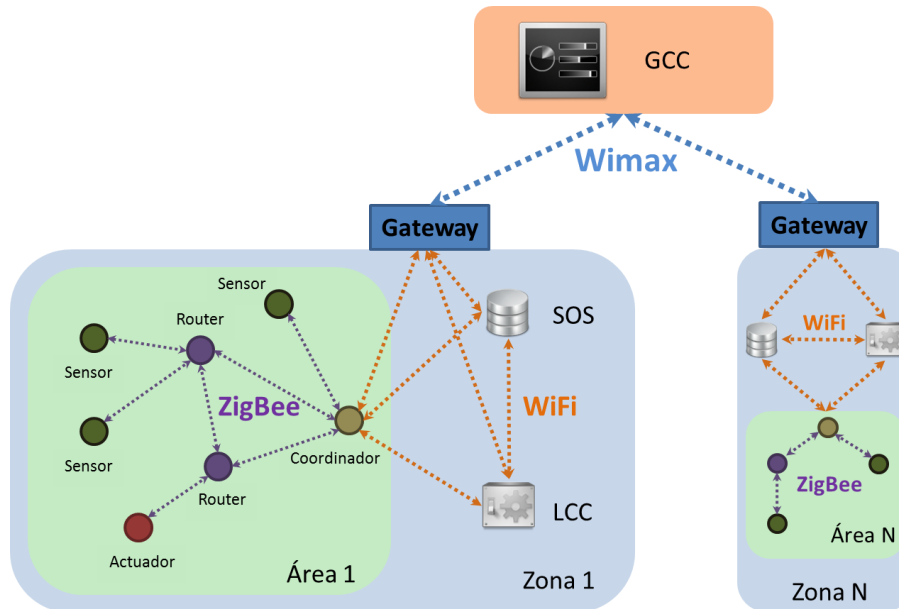 GCC
Wimax
Gateway
Gateway
Sensor
Router
Sensor
ZigBee
Sensor
Coordinador
Router
Actuador
Área 1
SOS
WiFi
LCC
Zona 1
WiFi
ZigBee
Área N
Zona N